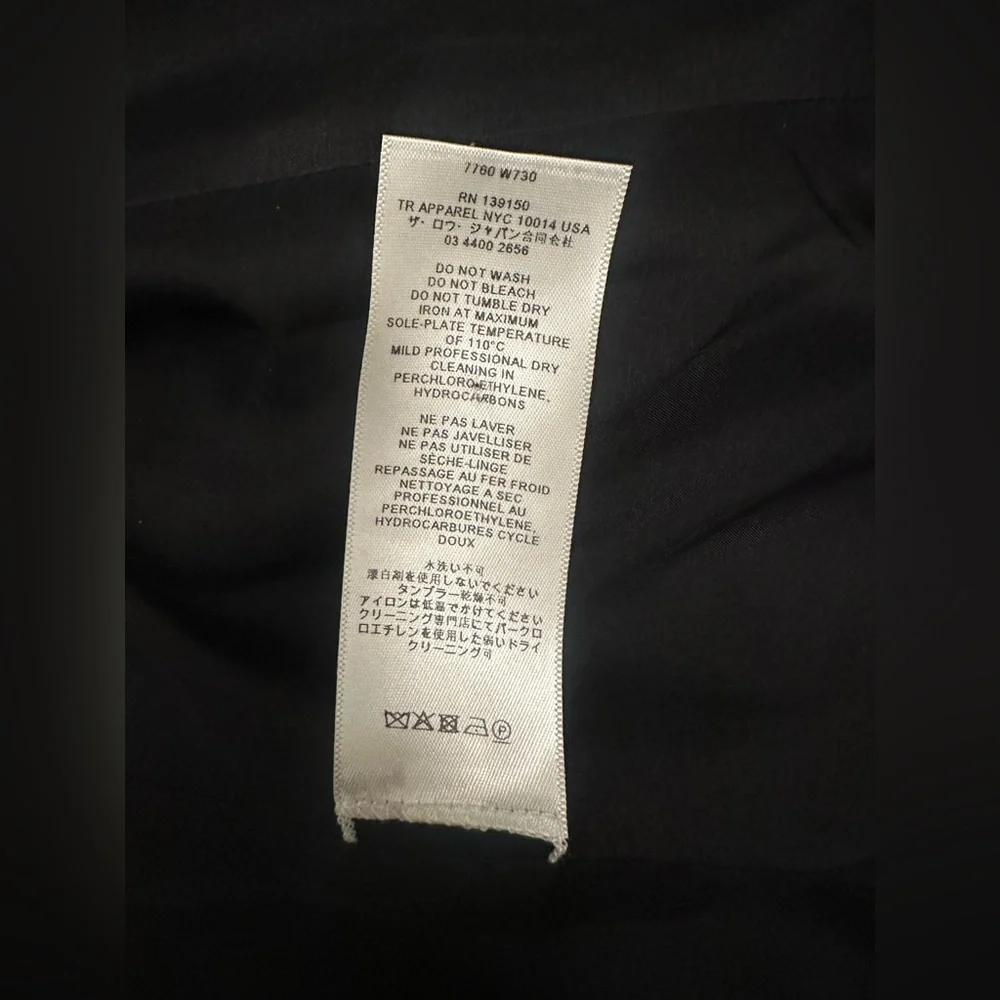 7760 W730
RN 139150
TR APPAREL NYC 10014 USA
ザ・ロウ・ジャパン合同会社
03 4400 2656
DO NOT WASH
DO NOT BLEACH
DO NOT TUMBLE DRY
IRON AT MAXIMUM
SOLE-PLATE TEMPERATURE
OF 110°C
MILD PROFESSIONAL DRY
CLEANING IN
PERCHLOROETHYLENE,
HYDROCARBONS
NE PAS LAVER
NE PAS JAVELLISER
NE PAS UTILISER DE
SÈCHE-LINGE
REPASSAGE AU FER FROID
NETTOYAGE A SEC
PROFESSIONNEL AU
PERCHLOROETHYLENE,
HYDROCARBURES CYCLE
DOUX
水洗い不可
漂白剤を使用しないでください
タンブラー乾燥不可
アイロンは低温でかけてください
クリーニング専門店にてパークロ
ロエチレンを使用した弱いドライ
クリーニング可
P